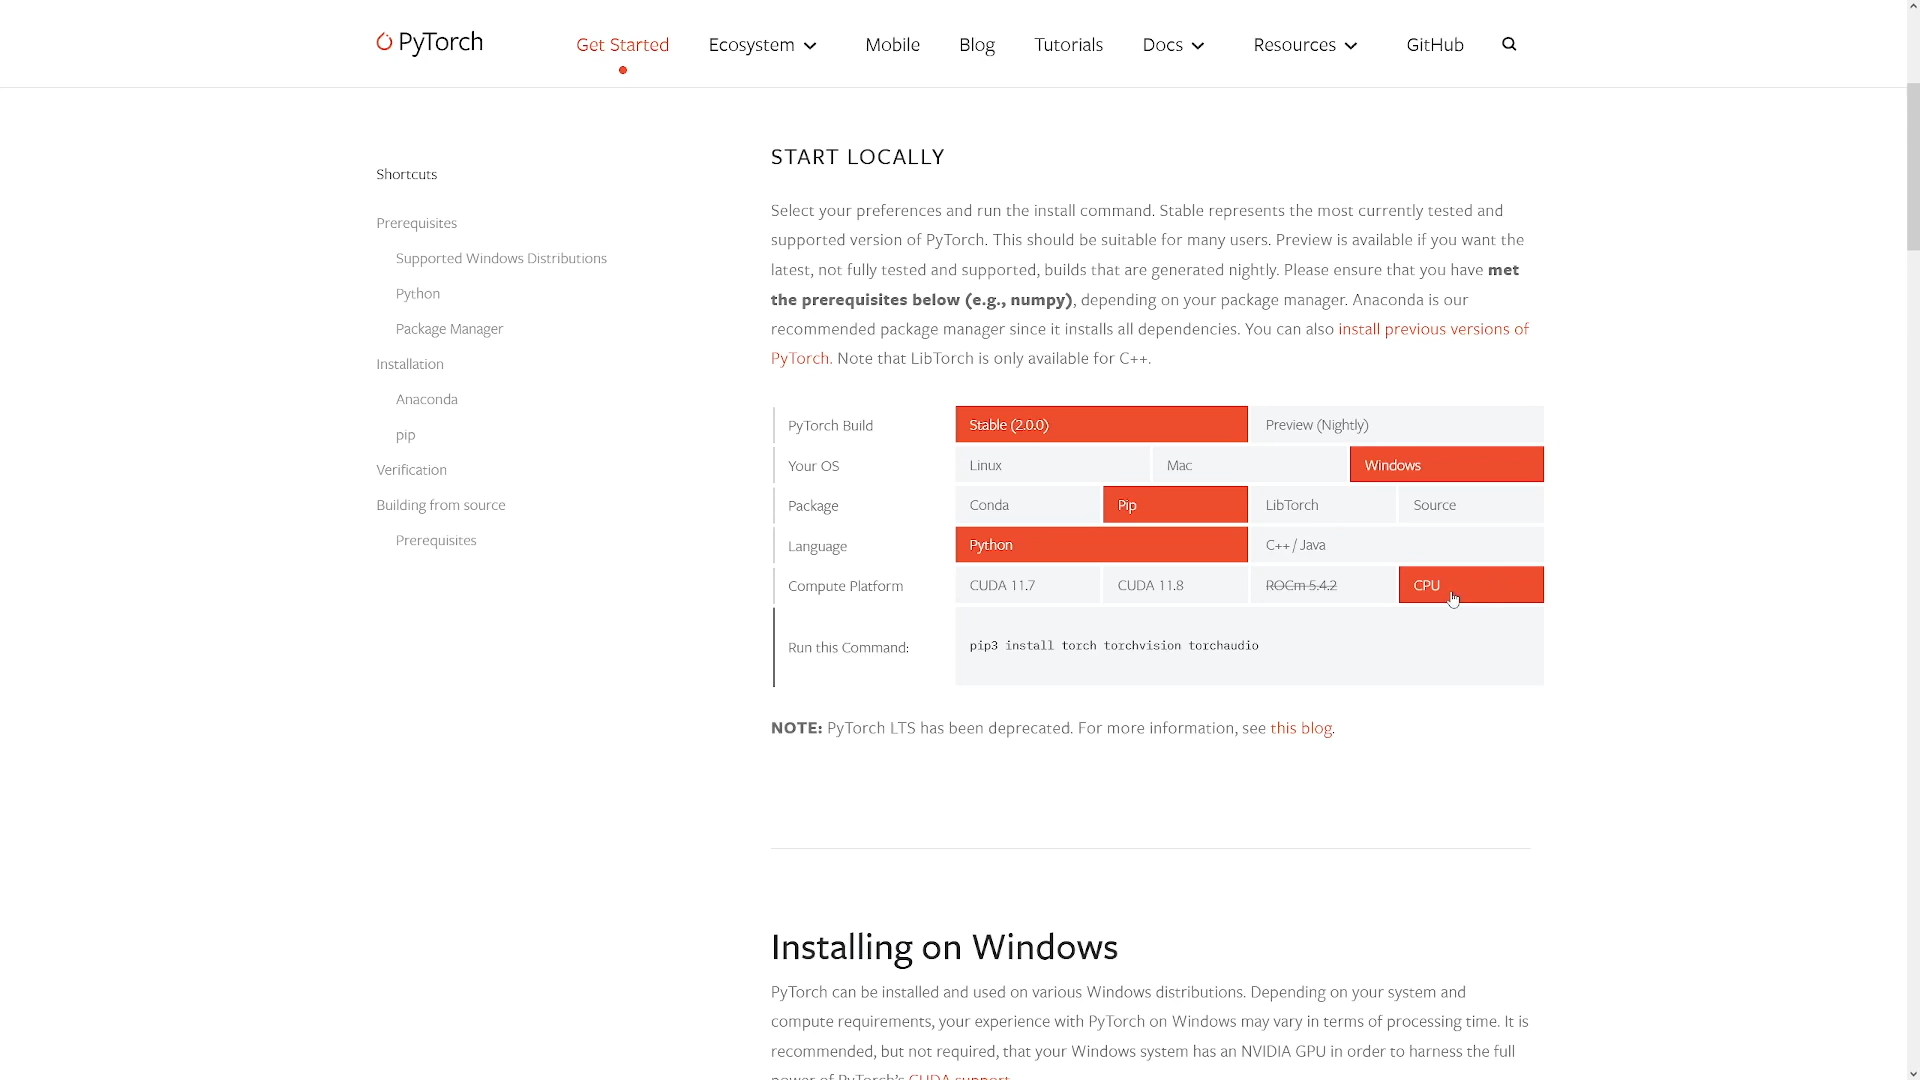 PyTorch
Get Started
Ecosystem
Mobile
Blog
Tutorials
Docs
Resources
GitHub
Shortcuts
Prerequisites
Supported Windows Distributions
Python
Package Manager
Installation
Anaconda
pip
Verification
Building from source
Prerequisites
START LOCALLY
Select your preferences and run the install command. Stable represents the most currently tested and
supported version of PyTorch. This should be suitable for many users. Preview is available if you want the
latest, not fully tested and supported, builds that are generated nightly. Please ensure that you have met
the prerequisites below (e.g., numpy), depending on your package manager. Anaconda is our
recommended package manager since it installs all dependencies. You can also install previous versions of
PyTorch. Note that LibTorch is only available for C++.
PyTorch Build
Stable (2.0.0)
Preview (Nightly)
Your OS
Linux
Mac
Windows
Package
Conda
Pip
LibTorch
Source
Language
Python
C++ / Java
Compute Platform
CUDA 11.7
CUDA 11.8
ROCm 5.4.2
CPU
Run this Command:
pip3 install torch torchvision torchaudio
NOTE: PyTorch LTS has been deprecated. For more information, see this blog.
Installing on Windows
PyTorch can be installed and used on various Windows distributions. Depending on your system and
compute requirements, your experience with PyTorch on Windows may vary in terms of processing time. It is
recommended, but not required, that your Windows system has an NVIDIA GPU in order to harness the full
power of PyTorch's CUDA support.